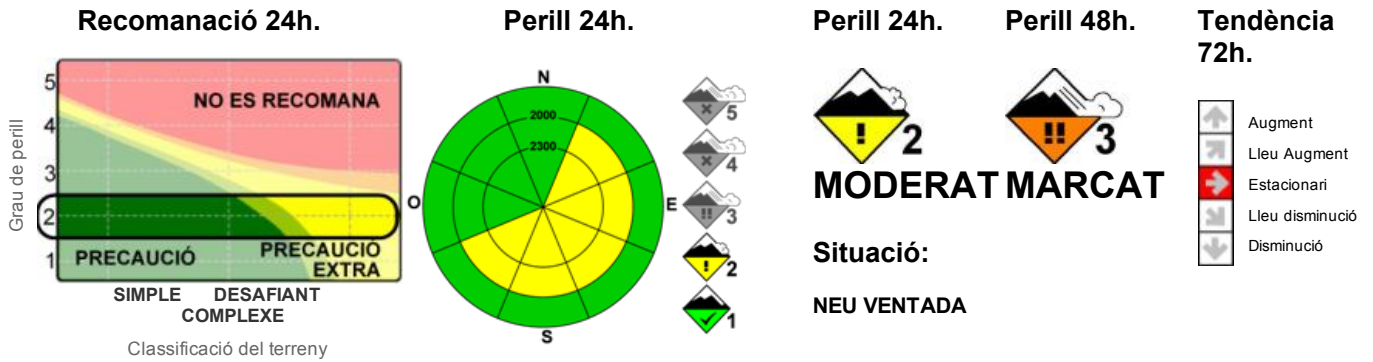 Recomanació 24h.
Perill 24h.
Perill 24h.
Perill 48h.
Tendència
72h.
Grau de perill
5
4
3
2
1
NO ES RECOMANA
PRECAUCIÓ
PRECAUCIÓ
EXTRA
SIMPLE DESAFIANT
COMPLEXE
Classificació del terreny
N
2000
2300
O
E
S
5
4
!! 3
! 2
1
! 2
MODERAT
!! 3
MARCAT
Situació:
NEU VENTADA
Augment
Lleu Augment
Estacionari
Lleu disminució
Disminució